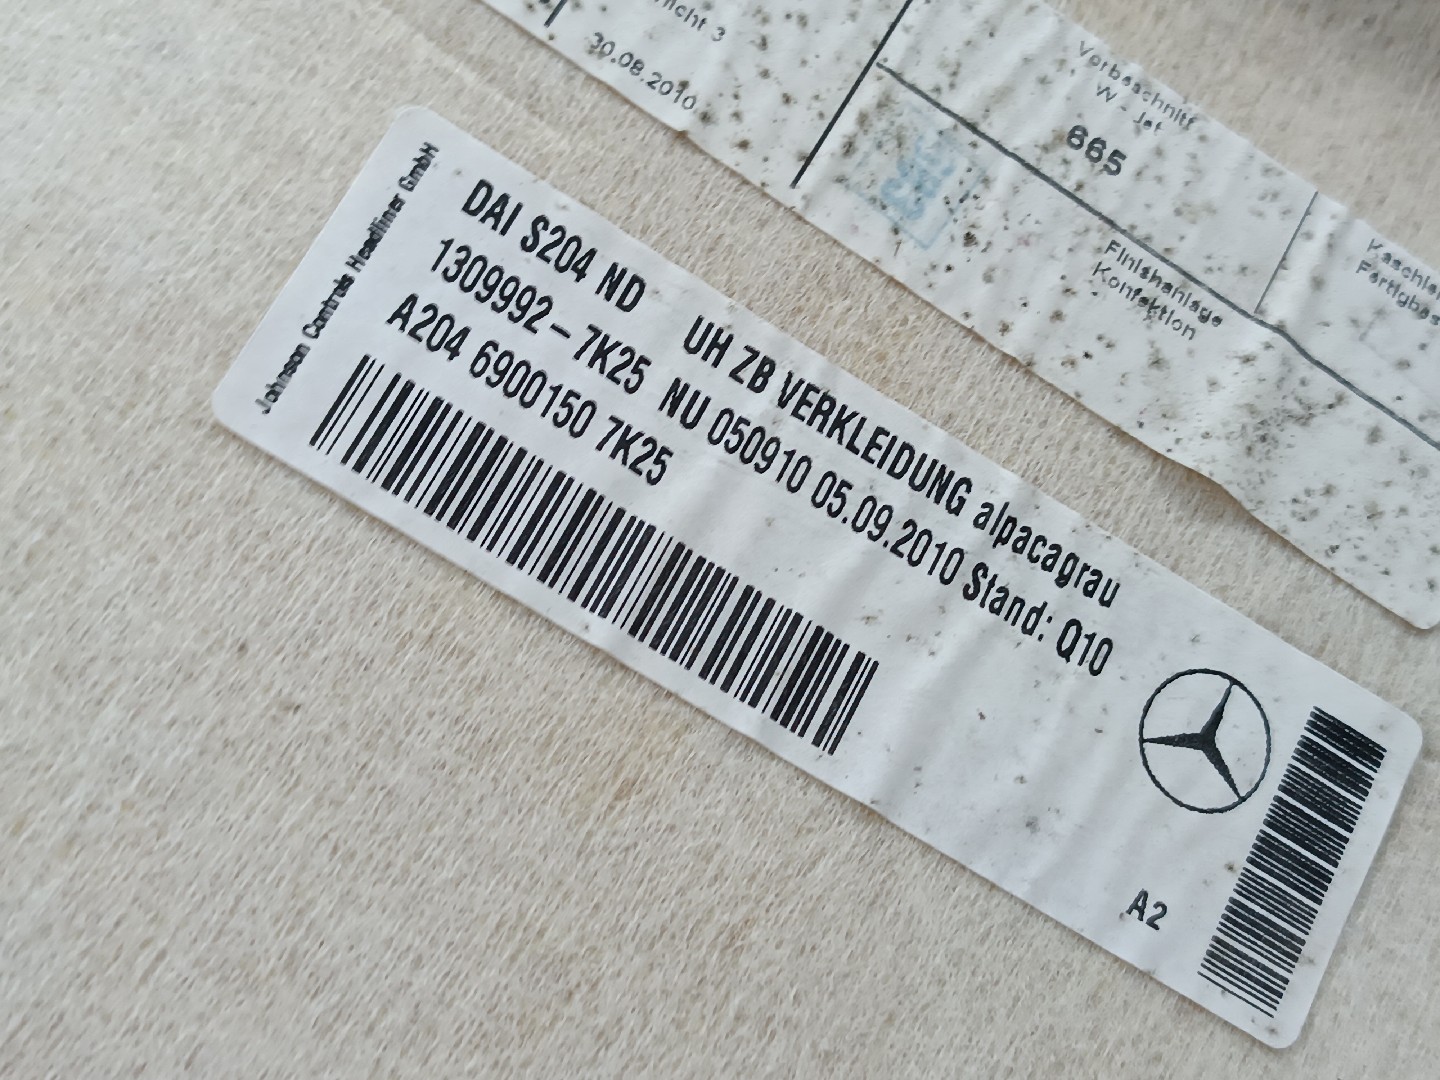 30.08.2010
Vorbeschnitt
W - Jet
665
Finishanlage
Konfektion
Johnson Controls Headliner GmbH
DAI S204 ND UH ZB VERKLEIDUNG alpacagrau
1309992-7K25 NU 050910 05.09.2010 Stand: Q10
A204 6900150 7K25
A2